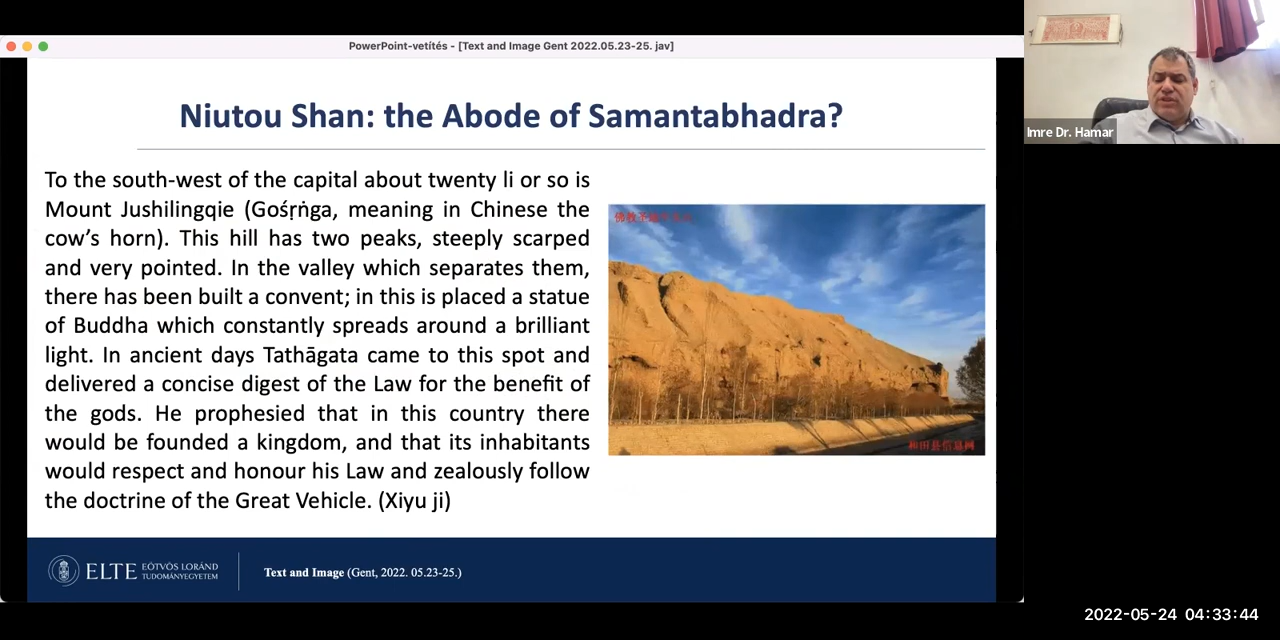 PowerPoint-vetítés - [Text and Image Gent 2022.05.23-25. jav]
Niutou Shan: the Abode of Samantabhadra?
To the south-west of the capital about twenty li or so is
Mount Jushilingqie (Gośṛṅga, meaning in Chinese the
cow’s horn). This hill has two peaks, steeply scarped
and very pointed. In the valley which separates them,
there has been built a convent; in this is placed a statue
of Buddha which constantly spreads around a brilliant
light. In ancient days Tathāgata came to this spot and
delivered a concise digest of the Law for the benefit of
the gods. He prophesied that in this country there
would be founded a kingdom, and that its inhabitants
would respect and honour his Law and zealously follow
the doctrine of the Great Vehicle. (Xiyu ji)
和田县信息网
ELTE EÖTVÖS LORÁND
TUDOMÁNYEGYETEM
Text and Image (Gent, 2022. 05.23-25.)
Imre Dr. Hamar
2022-05-24 04:33:44